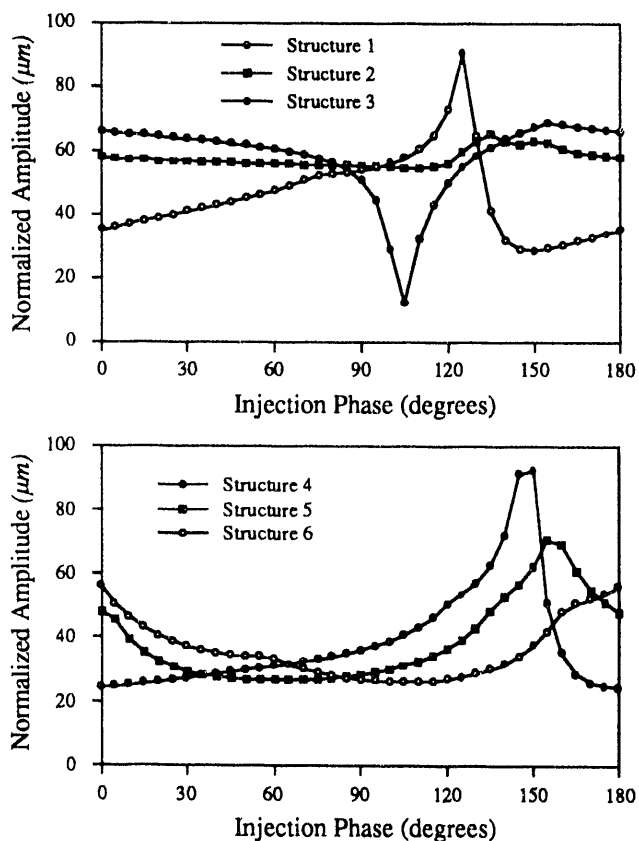 Normalized Amplitude (μm)
100
80
60
40
20
0
Structure 1
Structure 2
Structure 3
0 30 60 90 120 150 180
Injection Phase (degrees)
Normalized Amplitude (μm)
100
80
60
40
20
0
Structure 4
Structure 5
Structure 6
0 30 60 90 120 150 180
Injection Phase (degrees)